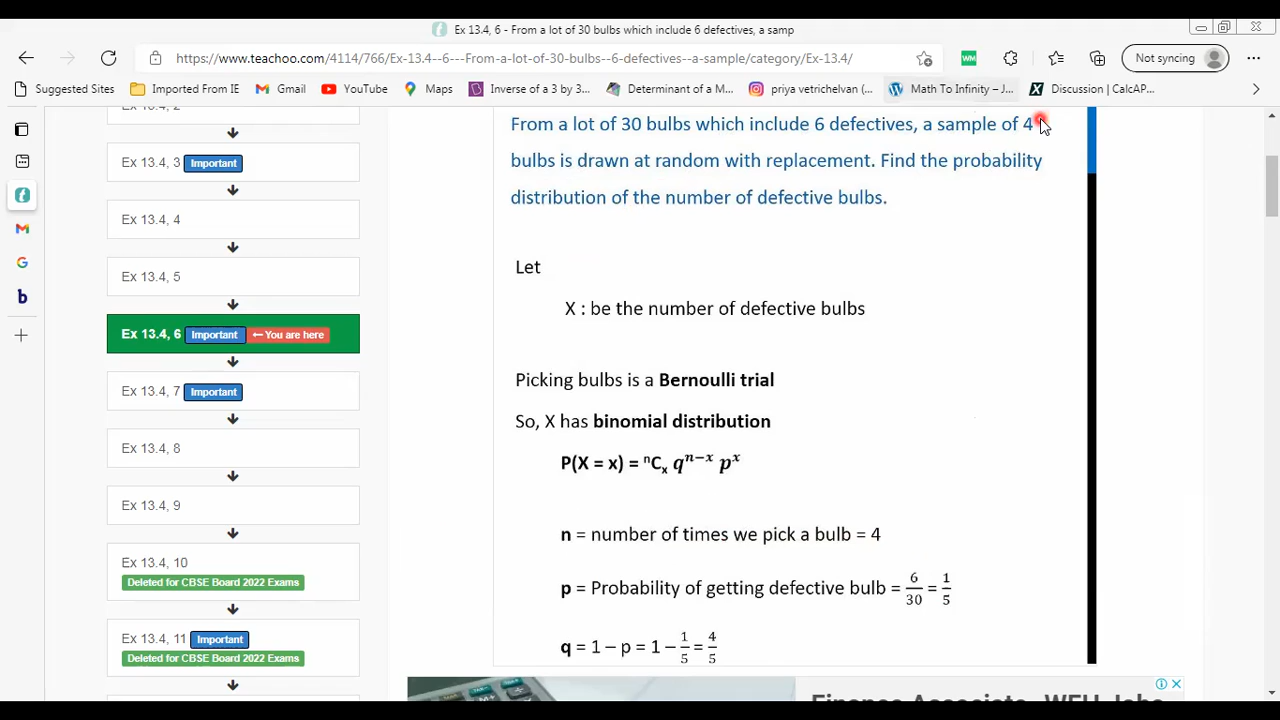 Ex 13.4, 6 - From a lot of 30 bulbs which include 6 defectives, a samp
https://www.teachoo.com/4114/766/Ex-13.4--6---From-a-lot-of-30-bulbs--6-defectives--a-sample/category/Ex-13.4/
Not syncing
Suggested Sites
Imported From IE
Gmail
YouTube
Maps
Inverse of a 3 by 3...
Determinant of a M...
priya vetrichelvan (...
Math To Infinity – J...
Discussion | CalcAP...
Ex 13.4, 3 Important
Ex 13.4, 4
Ex 13.4, 5
Ex 13.4, 6 Important ← You are here
Ex 13.4, 7 Important
Ex 13.4, 8
Ex 13.4, 9
Ex 13.4, 10
Deleted for CBSE Board 2022 Exams
Ex 13.4, 11 Important
Deleted for CBSE Board 2022 Exams
From a lot of 30 bulbs which include 6 defectives, a sample of 4
bulbs is drawn at random with replacement. Find the probability
distribution of the number of defective bulbs.
Let
X : be the number of defective bulbs
Picking bulbs is a Bernoulli trial
So, X has binomial distribution
P(X = x) = ⁿCₓ qⁿ⁻ˣ pˣ
n = number of times we pick a bulb = 4
p = Probability of getting defective bulb = 6/30 = 1/5
q = 1 – p = 1 – 1/5 = 4/5